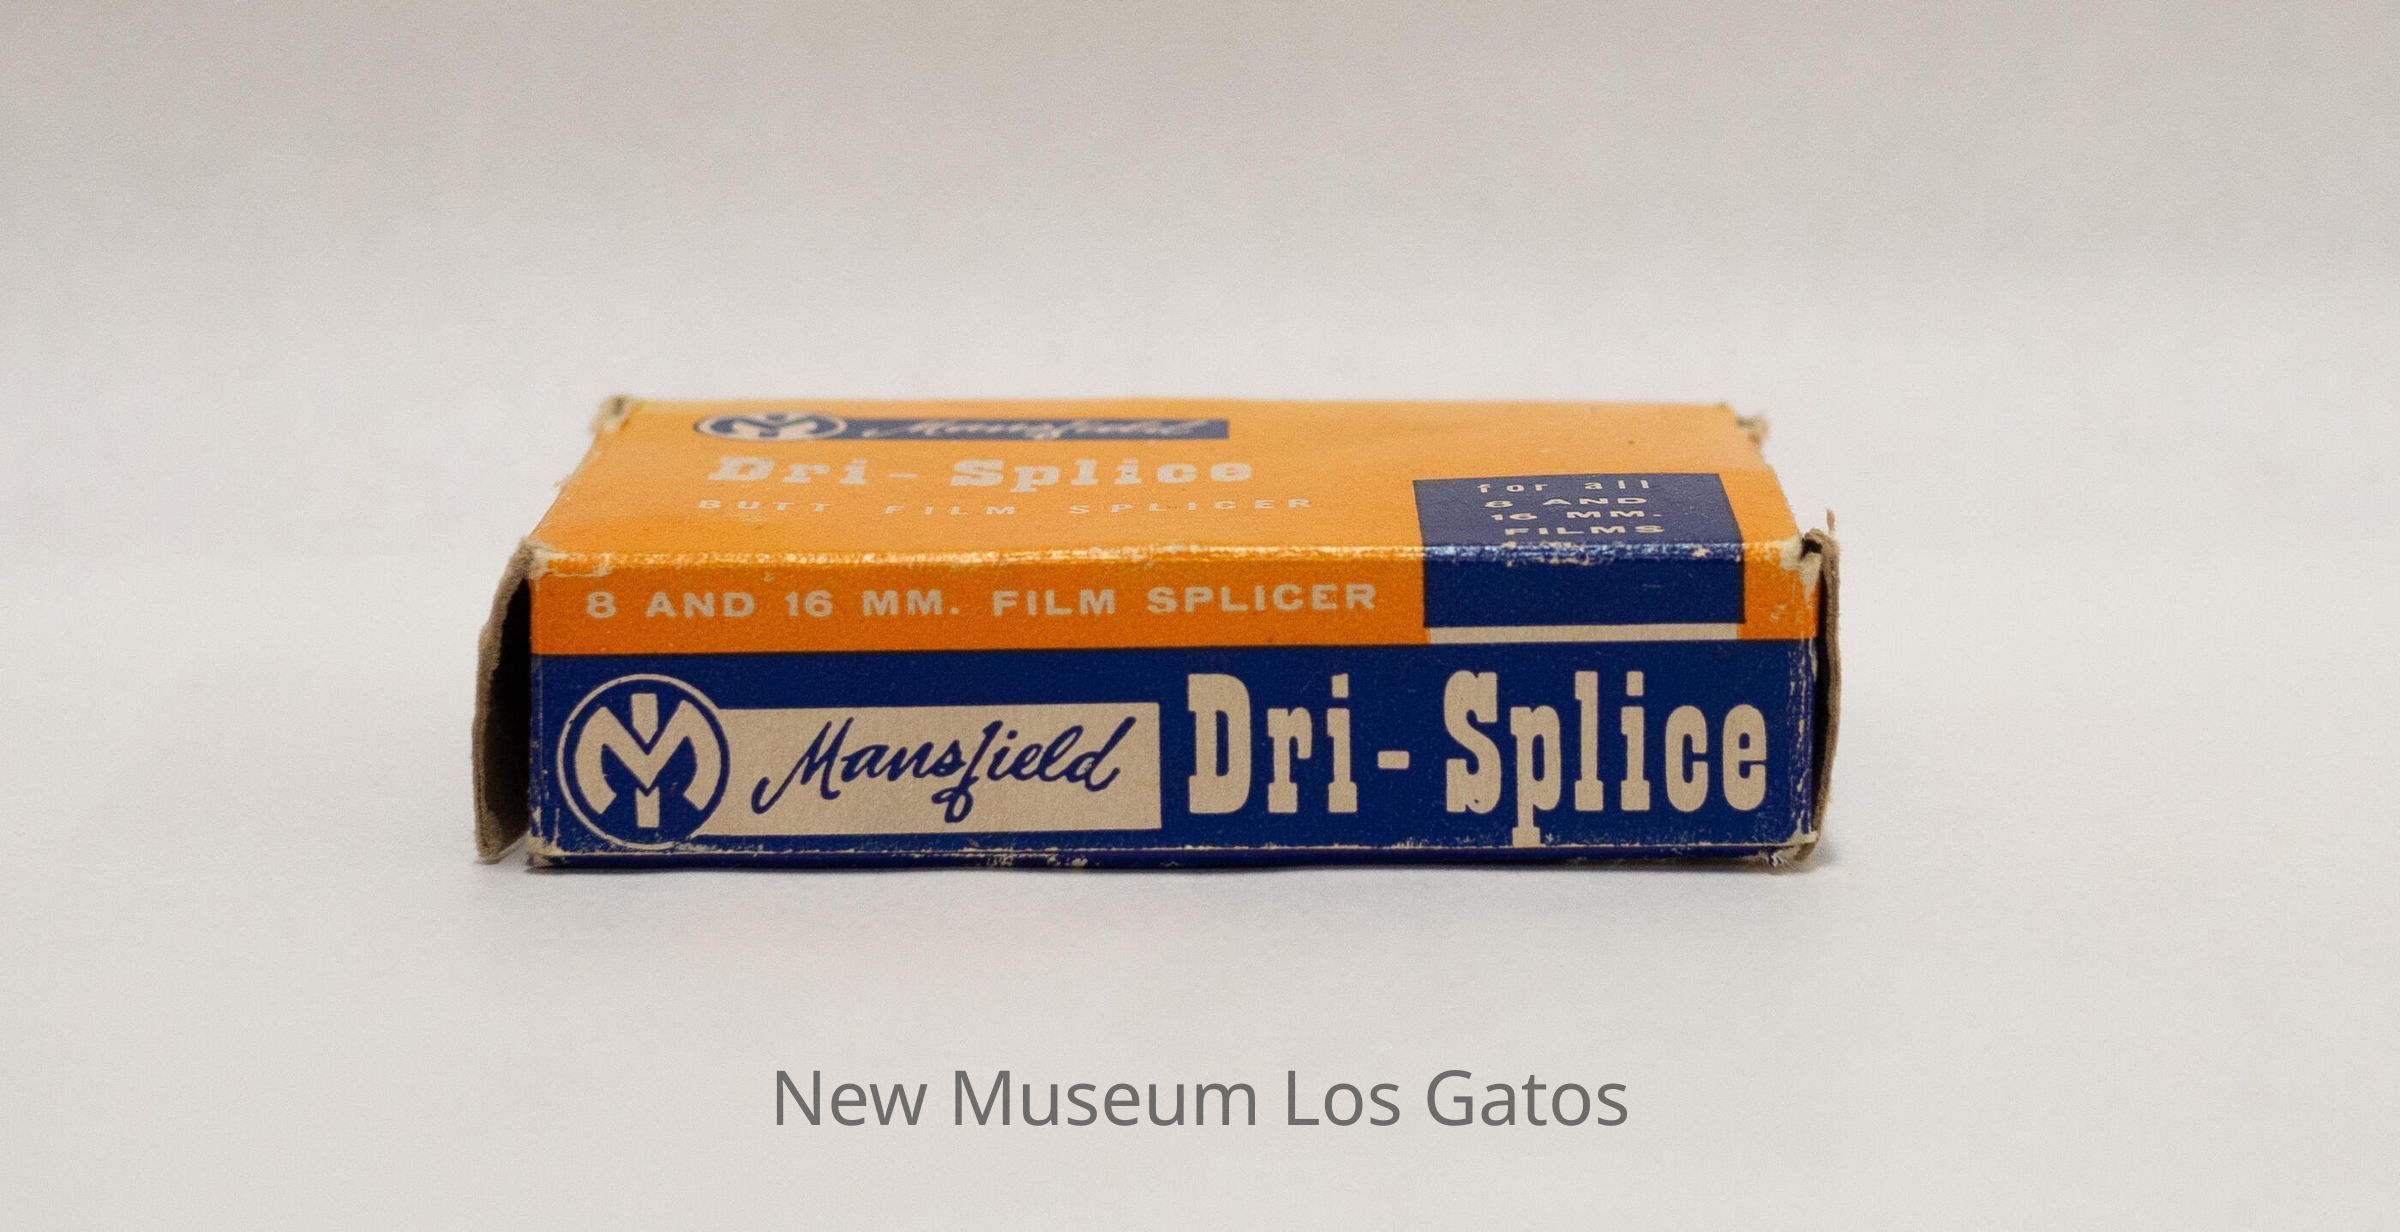 M Mansfield
Dri-Splice
BUTT FILM SPLICER
for all
8 AND
16 MM.
FILMS
8 AND 16 MM. FILM SPLICER
M Mansfield Dri-Splice
New Museum Los Gatos